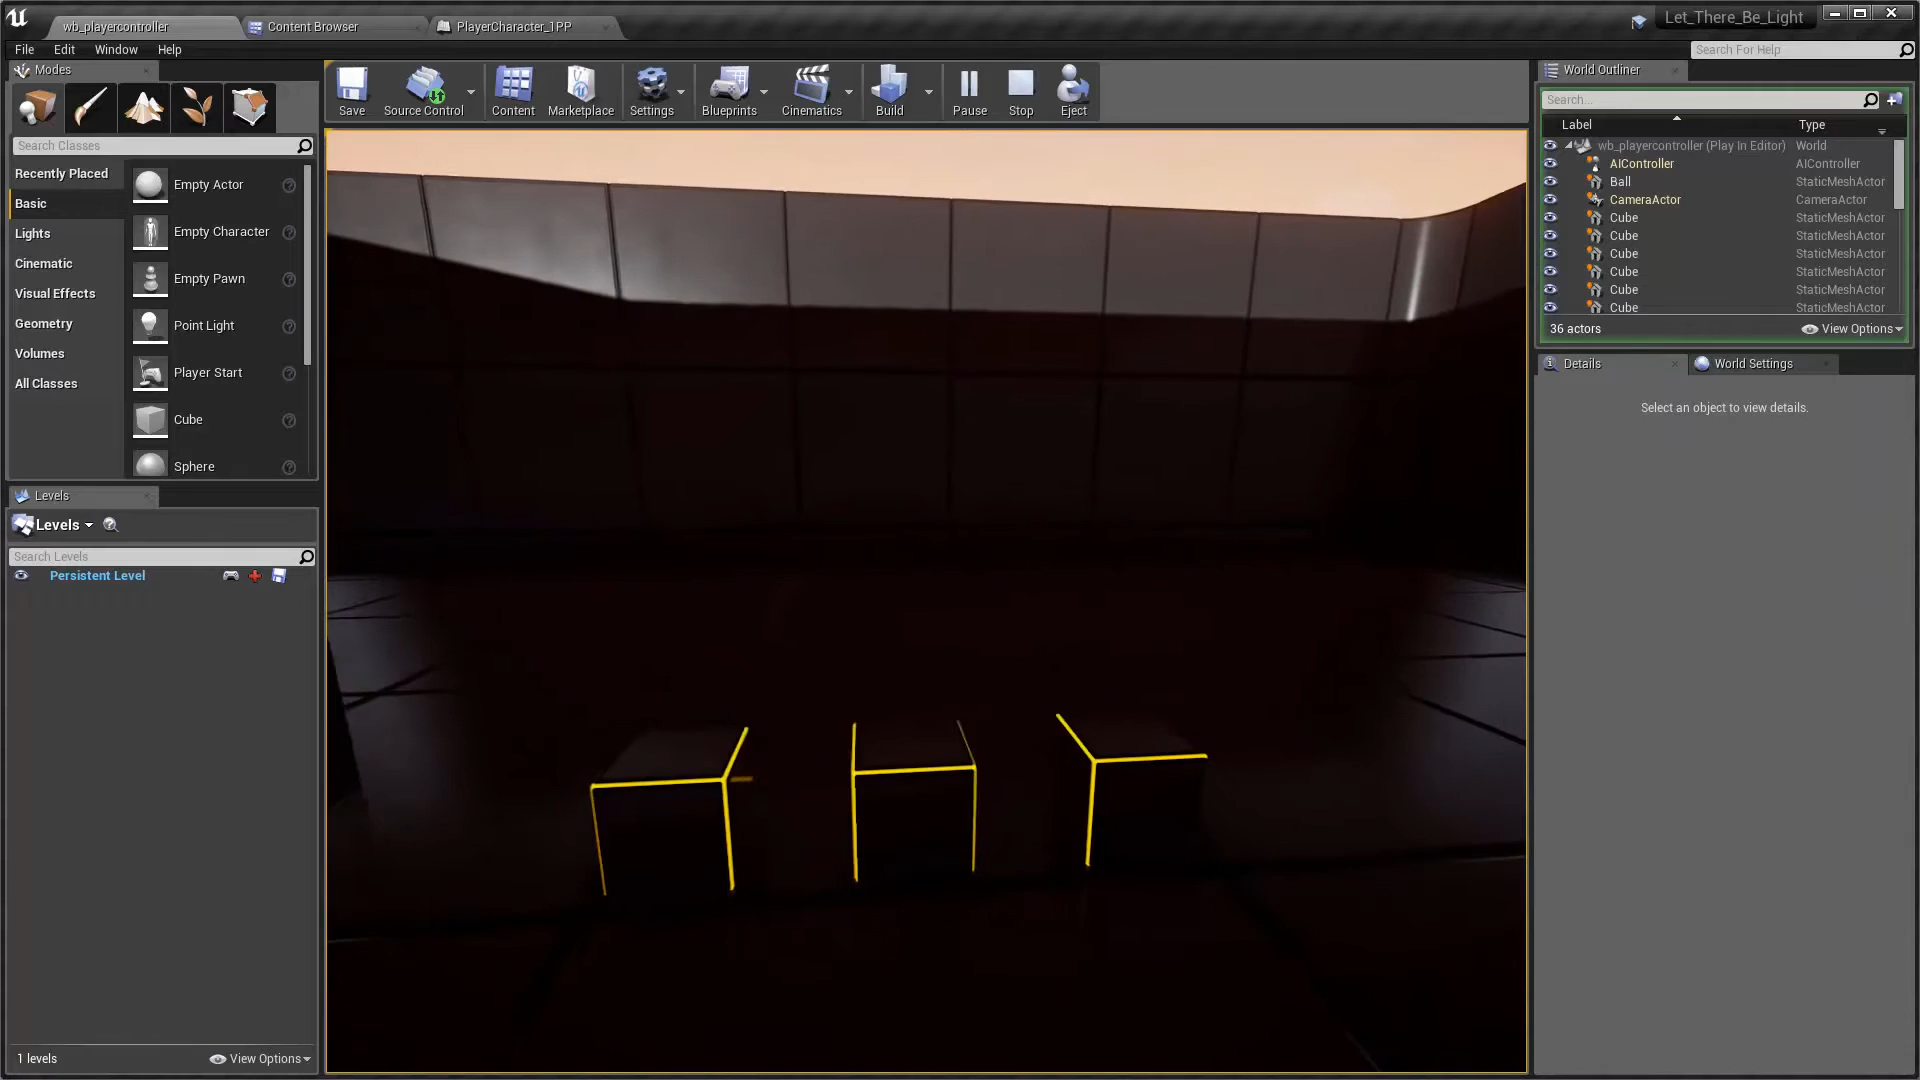 wb_playercontroller
Content Browser
PlayerCharacter_1PP
Let_There_Be_Light
File Edit Window Help
Search For Help
Modes
Search Classes
Recently Placed
Basic
Lights
Cinematic
Visual Effects
Geometry
Volumes
All Classes
Empty Actor
Empty Character
Empty Pawn
Point Light
Player Start
Cube
Sphere
Levels
Levels
Search Levels
Persistent Level
1 levels
View Options
Save
Source Control
Content
Marketplace
Settings
Blueprints
Cinematics
Build
Pause
Stop
Eject
World Outliner
Search...
Label Type
wb_playercontroller (Play In Editor) World
AIController AIController
Ball StaticMeshActor
CameraActor CameraActor
Cube StaticMeshActor
Cube StaticMeshActor
Cube StaticMeshActor
Cube StaticMeshActor
Cube StaticMeshActor
Cube StaticMeshActor
36 actors
View Options
Details
World Settings
Select an object to view details.